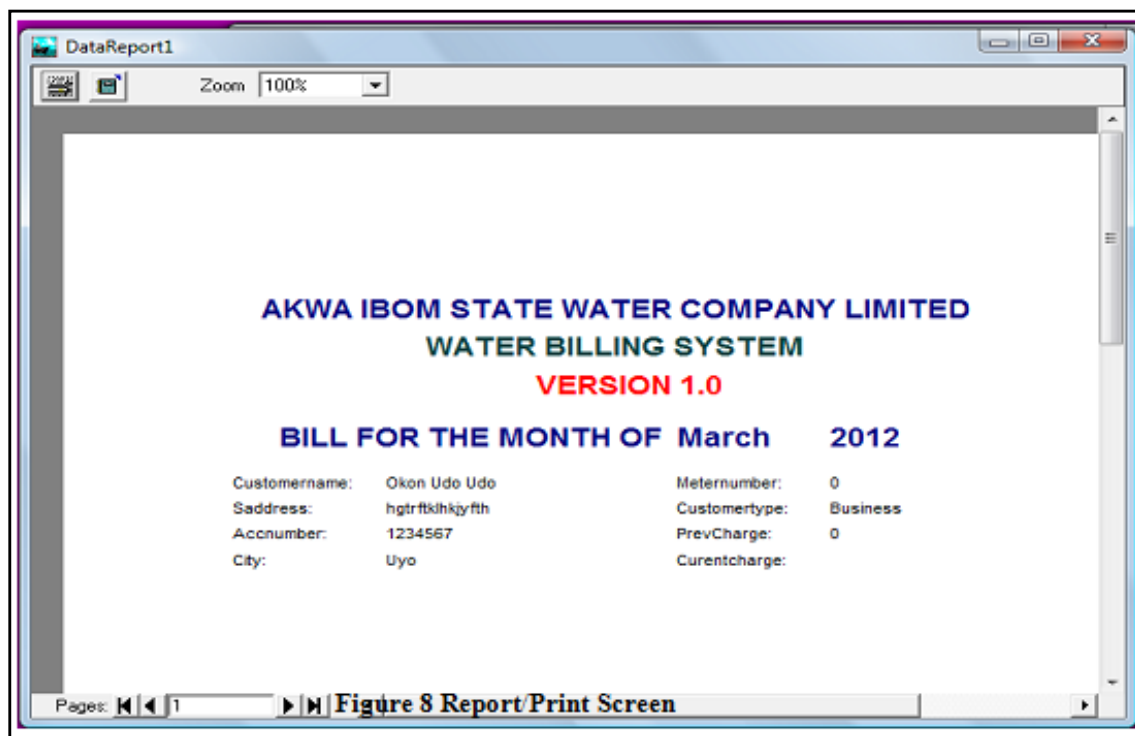 DataReport1
Zoom 100%
AKWA IBOM STATE WATER COMPANY LIMITED
WATER BILLING SYSTEM
VERSION 1.0
BILL FOR THE MONTH OF March 2012
Customername: Okon Udo Udo Meternumber: 0
Saddress: hgtrftklhkjyfth Customertype: Business
Accnumber: 1234567 PrevCharge: 0
City: Uyo Curentcharge:
Pages: 1
Figure 8 Report/Print Screen